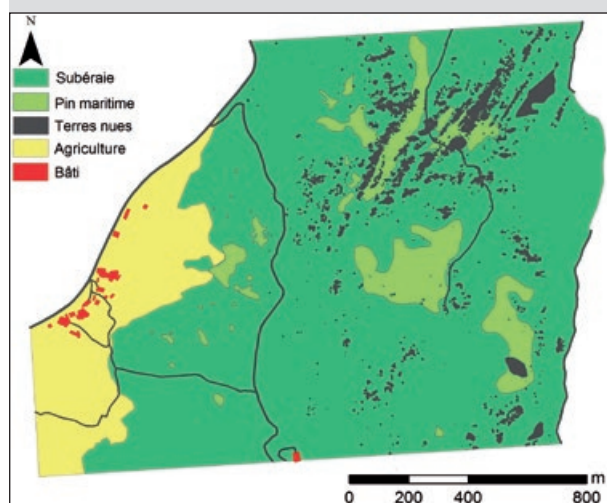 N
Subéraie
Pin maritime
Terres nues
Agriculture
Bâti
m
0 200 400 800